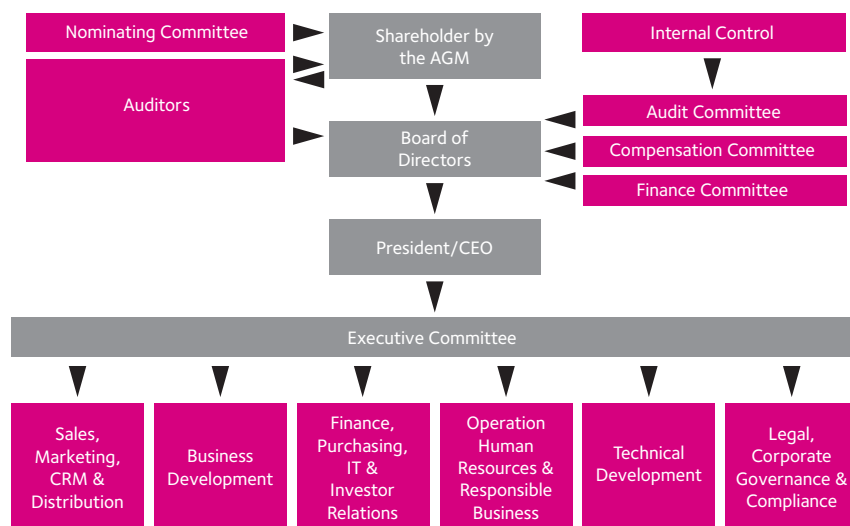 Nominating Committee
Shareholder by
the AGM
Internal Control
Auditors
Audit Committee
Board of
Directors
Compensation Committee
Finance Committee
President/CEO
Executive Committee
Sales,
Marketing,
CRM &
Distribution
Business
Development
Finance,
Purchasing,
IT &
Investor
Relations
Operation
Human
Resources &
Responsible
Business
Technical
Development
Legal,
Corporate
Governance &
Compliance